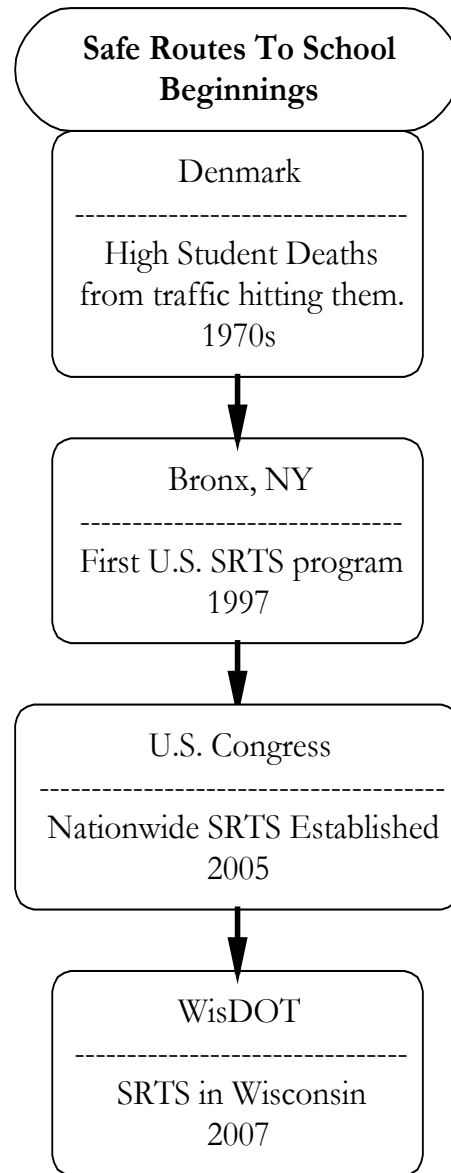 Safe Routes To School
Beginnings
Denmark
--------------------------------
High Student Deaths
from traffic hitting them.
1970s
Bronx, NY
-------------------------------
First U.S. SRTS program
1997
U.S. Congress
---------------------------------------
Nationwide SRTS Established
2005
WisDOT
--------------------------------
SRTS in Wisconsin
2007